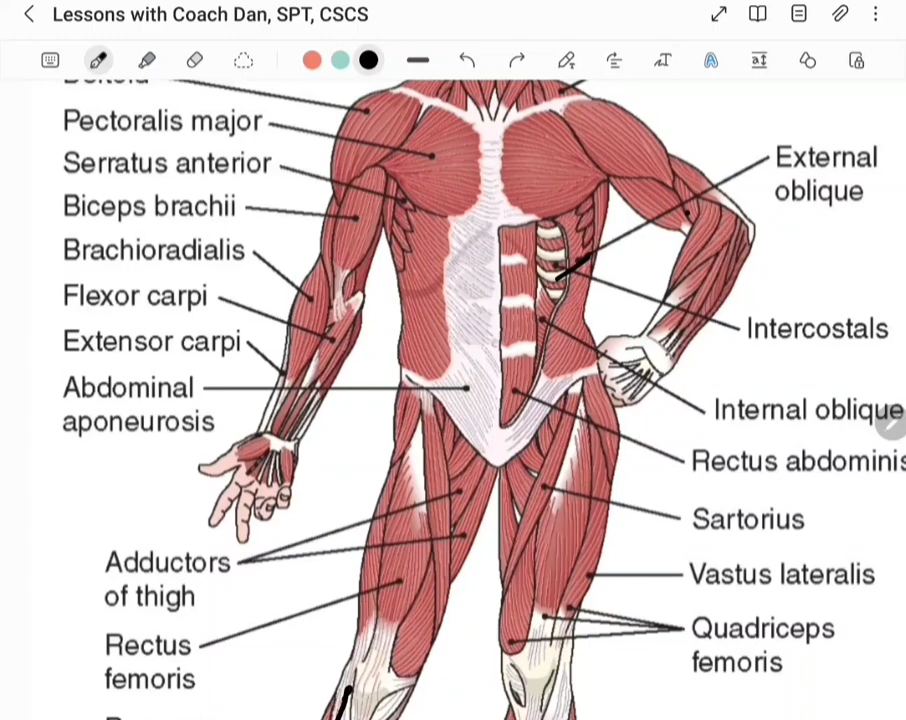 Lessons with Coach Dan, SPT, CSCS
Pectoralis major
Serratus anterior
Biceps brachii
Brachioradialis
Flexor carpi
Extensor carpi
Abdominal
aponeurosis
Adductors
of thigh
Rectus
femoris
External
oblique
Intercostals
Internal oblique
Rectus abdominis
Sartorius
Vastus lateralis
Quadriceps
femoris